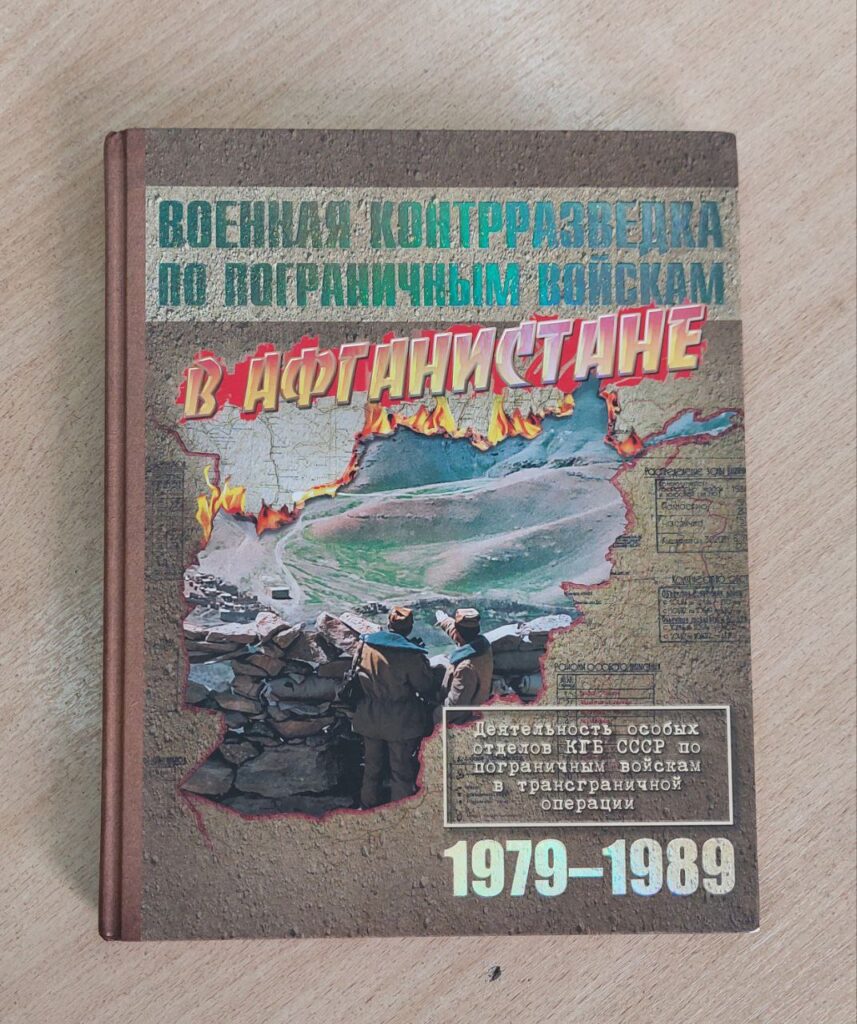 ВОЕННАЯ КОНТРРАЗВЕДКА
ПО ПОГРАНИЧНЫМ ВОЙСКАМ
В АФГАНИСТАНЕ
Деятельность особых
отделов КГБ СССР по
пограничным войскам
в трансграничной
операции
1979–1989